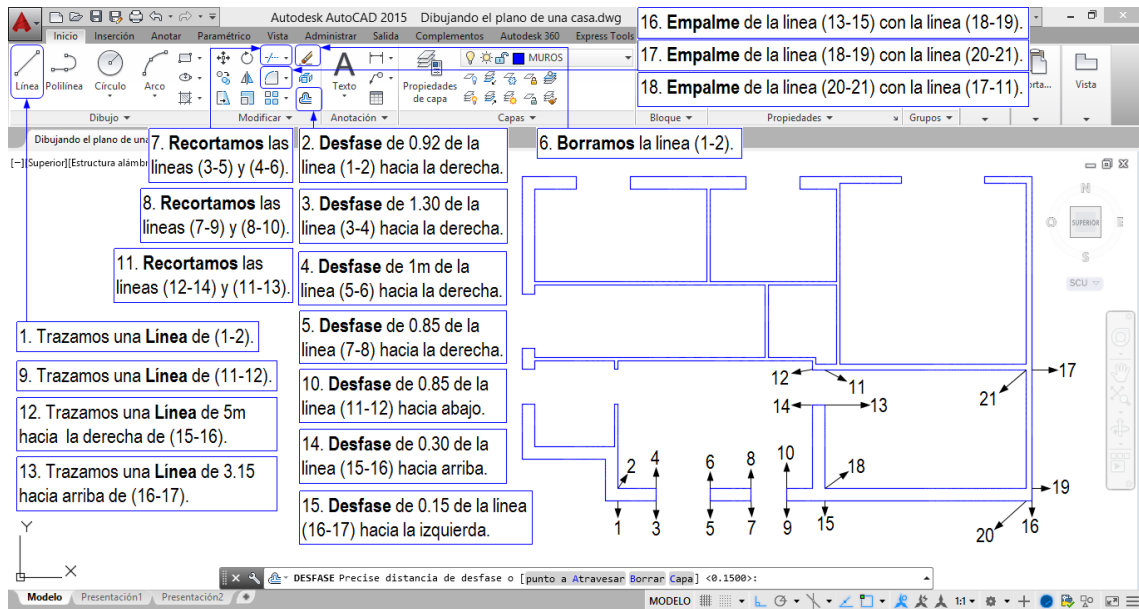 Autodesk AutoCAD 2015 Dibujando el plano de una casa.dwg
Inicio Inserción Anotar Paramétrico Vista Administrar Salida Complementos Autodesk 360 Express Tools
MUROS
Línea Polilínea Círculo Arco
Texto
Propiedades
de capa
Vista
Dibujo Modificar Anotación Capas Bloque Propiedades Grupos
16. Empalme de la linea (13-15) con la linea (18-19).
17. Empalme de la linea (18-19) con la linea (20-21).
18. Empalme de la linea (20-21) con la linea (17-11).
Dibujando el plano de una
[−][Superior][Estructura alámbr
7. Recortamos las
lineas (3-5) y (4-6).
8. Recortamos las
lineas (7-9) y (8-10).
11. Recortamos las
lineas (12-14) y (11-13).
1. Trazamos una Línea de (1-2).
9. Trazamos una Línea de (11-12).
12. Trazamos una Línea de 5m
hacia la derecha de (15-16).
13. Trazamos una Línea de 3.15
hacia arriba de (16-17).
2. Desfase de 0.92 de la
linea (1-2) hacia la derecha.
3. Desfase de 1.30 de la
linea (3-4) hacia la derecha.
4. Desfase de 1m de la
linea (5-6) hacia la derecha.
5. Desfase de 0.85 de la
linea (7-8) hacia la derecha.
10. Desfase de 0.85 de la
linea (11-12) hacia abajo.
14. Desfase de 0.30 de la
linea (15-16) hacia arriba.
15. Desfase de 0.15 de la linea
(16-17) hacia la izquierda.
6. Borramos la linea (1-2).
N
O SUPERIOR E
S
SCU
12 11 21 17
14 13
2 4 6 8 10 18 19
1 3 5 7 9 15 20 16
Y
X
DESFASE Precise distancia de desfase o [punto a Atravesar Borrar Capa] <0.1500>:
Modelo Presentación1 Presentación2
MODELO 1:1